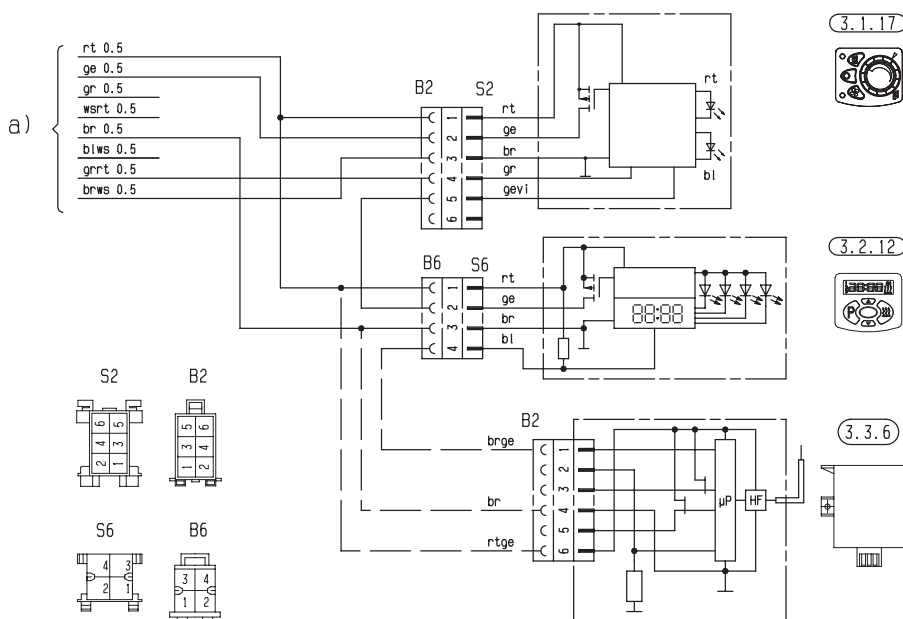 a)
rt 0.5
ge 0.5
gr 0.5
wsrt 0.5
br 0.5
blws 0.5
grrt 0.5
brws 0.5
B2 S2
1 rt
2 ge
3 br
4 gr
5 gevi
6
rt
bl
3.1.17
B6 S6
1 rt
2 ge
3 br
4 bl
88:88
3.2.12
P
B2
brge 1
2
3
br 4
5
rtge 6
µP
HF
3.3.6
S2 B2
6 5
4 3
2 1
5 6
3 4
1 2
S6 B6
4 3
2 1
3 4
1 2